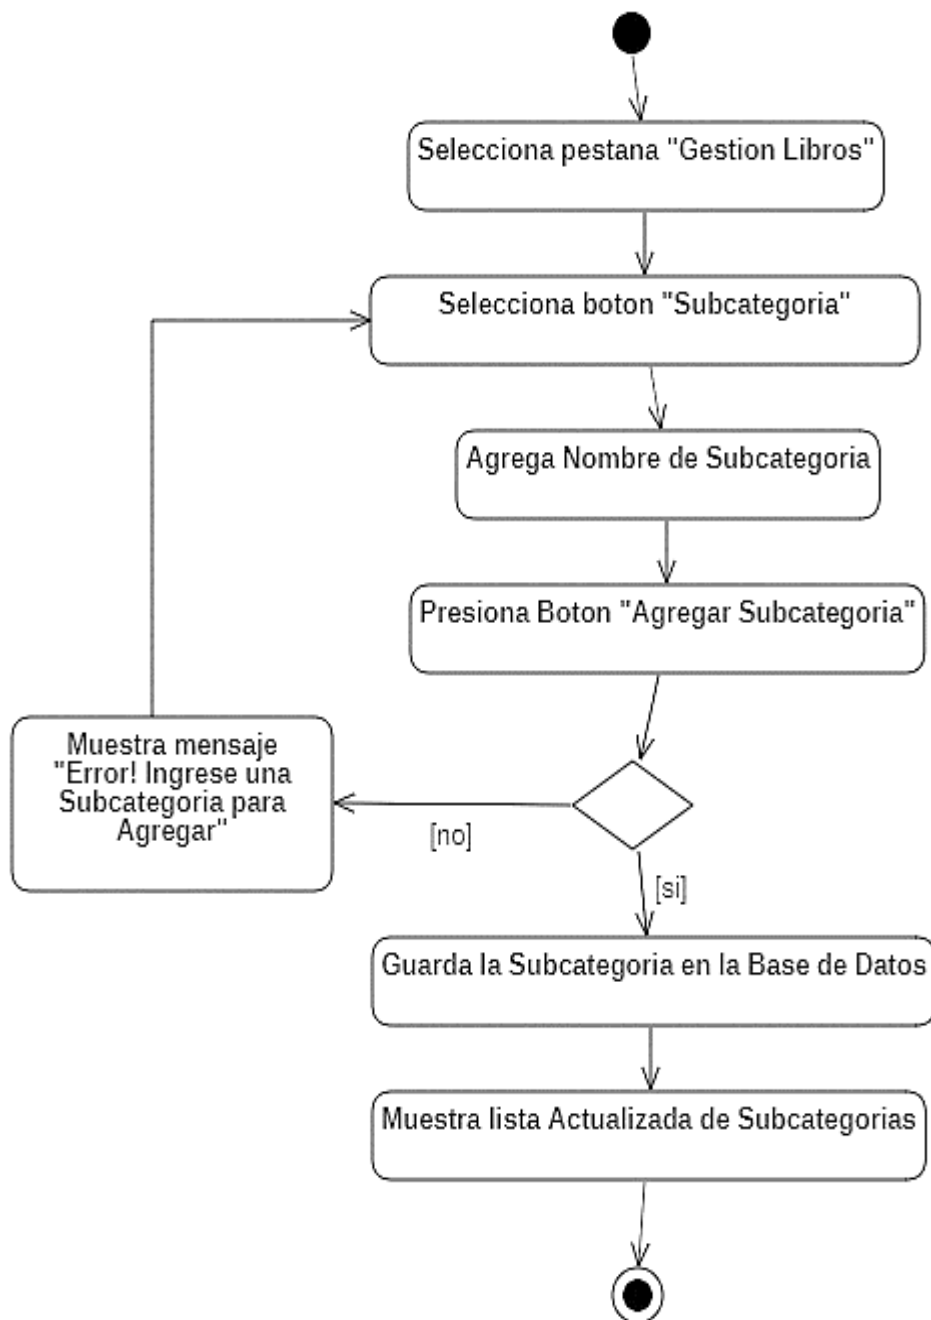 Selecciona pestana "Gestion Libros"
Selecciona boton "Subcategoria"
Agrega Nombre de Subcategoria
Presiona Boton "Agregar Subcategoria"
Muestra mensaje
"Error! Ingrese una
Subcategoria para
Agregar"
[no]
[si]
Guarda la Subcategoria en la Base de Datos
Muestra lista Actualizada de Subcategorias